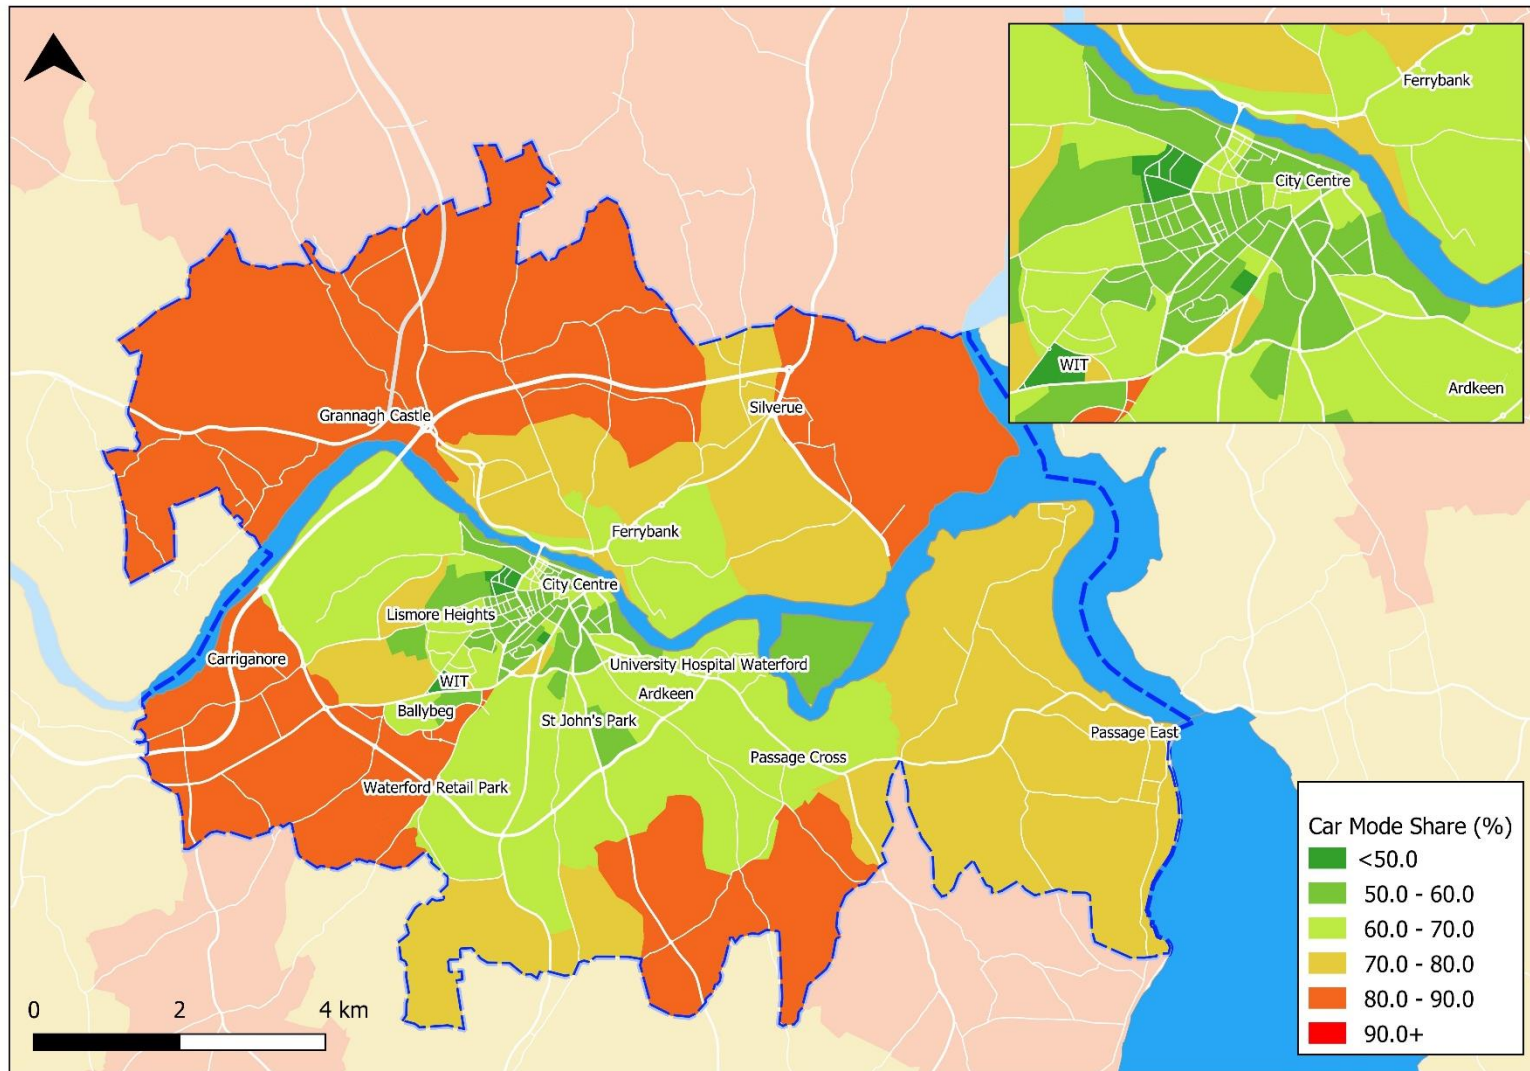 Ferrybank
City Centre
WIT
Ardkeen
Grannagh Castle
Silverue
Ferrybank
City Centre
Lismore Heights
Carriganore
University Hospital Waterford
WIT
Ardkeen
Ballybeg
St John's Park
Passage East
Passage Cross
Waterford Retail Park
Car Mode Share (%)
<50.0
50.0 - 60.0
60.0 - 70.0
70.0 - 80.0
80.0 - 90.0
90.0+
0 2 4 km